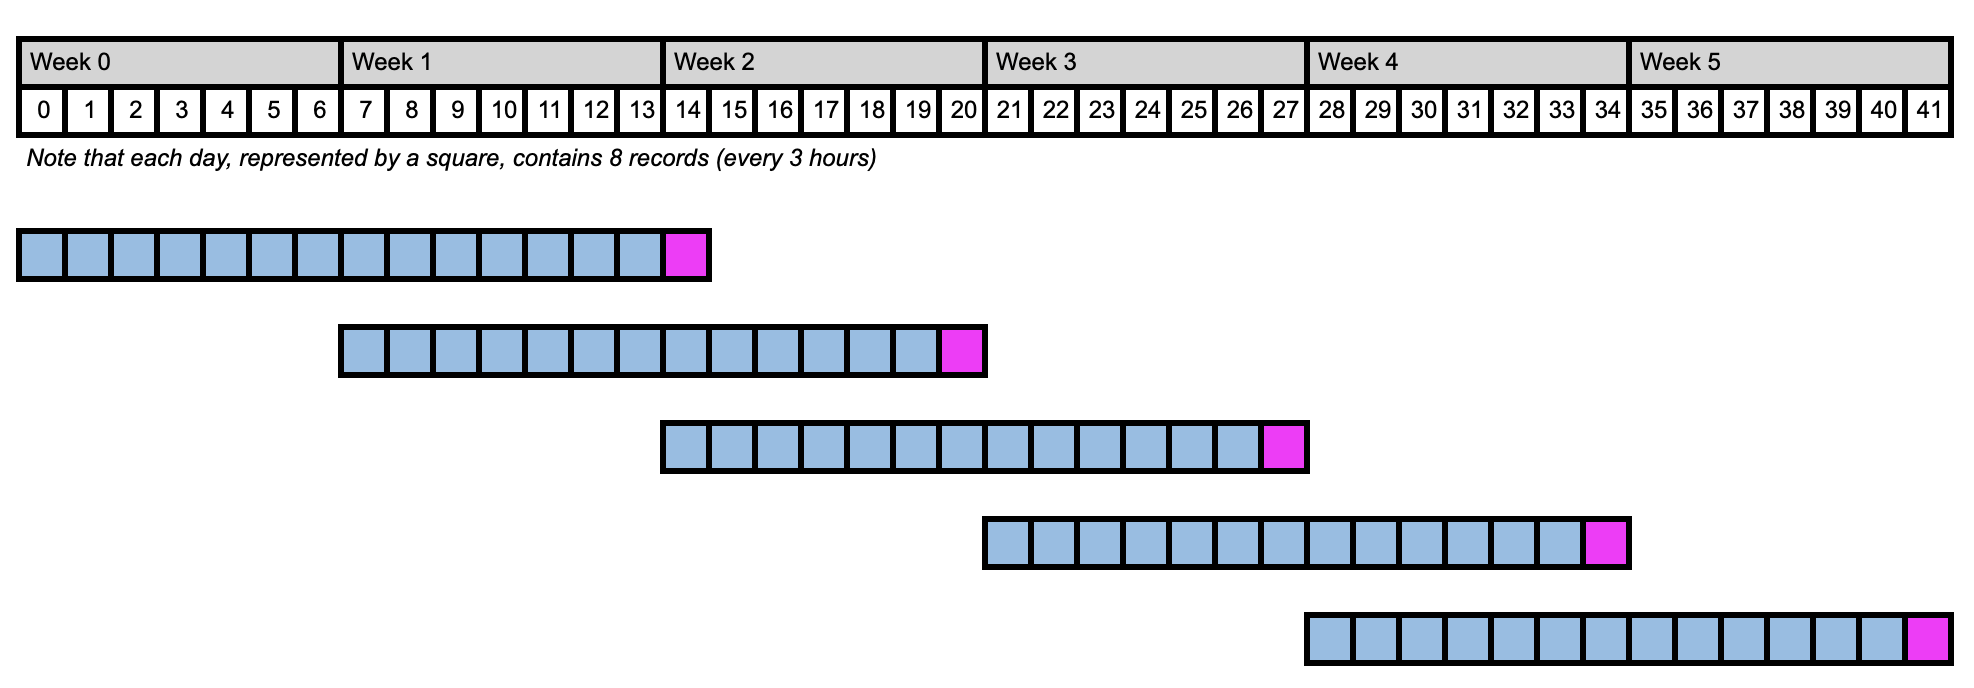 Week 0 Week 1 Week 2 Week 3 Week 4 Week 5
0 1 2 3 4 5 6 7 8 9 10 11 12 13 14 15 16 17 18 19 20 21 22 23 24 25 26 27 28 29 30 31 32 33 34 35 36 37 38 39 40 41
Note that each day, represented by a square, contains 8 records (every 3 hours)